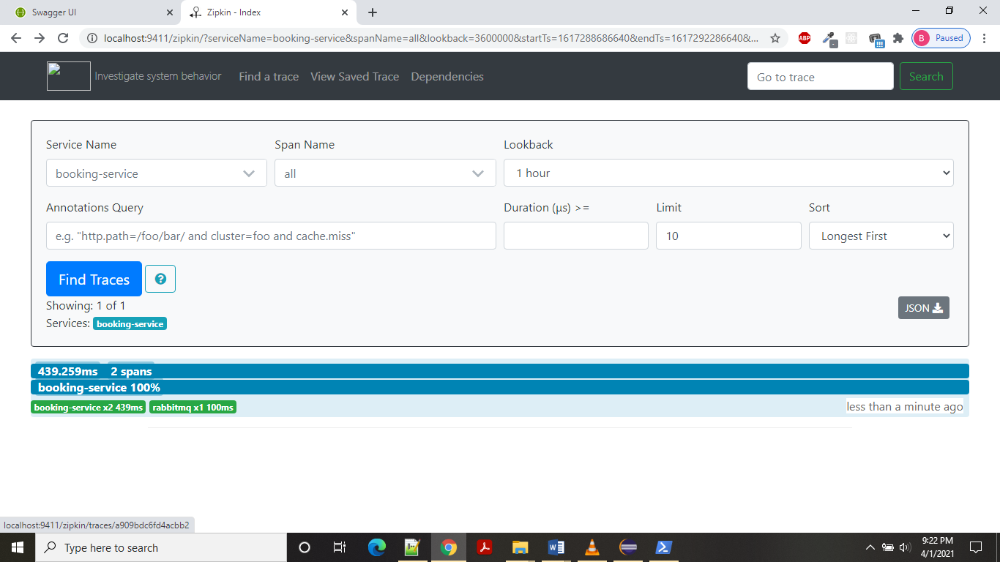 Swagger UI
Zipkin - Index
localhost:9411/zipkin/?serviceName=booking-service&spanName=all&lookback=3600000&startTs=1617288686640&endTs=1617292286640&...
ABP
B Paused
Investigate system behavior Find a trace View Saved Trace Dependencies Go to trace Search
Service Name Span Name Lookback
booking-service all 1 hour
Annotations Query Duration (μs) >= Limit Sort
e.g. "http.path=/foo/bar/ and cluster=foo and cache.miss" 10 Longest First
Find Traces ?
Showing: 1 of 1
JSON
Services: booking-service
439.259ms 2 spans
booking-service 100%
booking-service x2 439ms rabbitmq x1 100ms less than a minute ago
localhost:9411/zipkin/traces/a909bdc6fd4acbb2
Type here to search
9:22 PM
4/1/2021